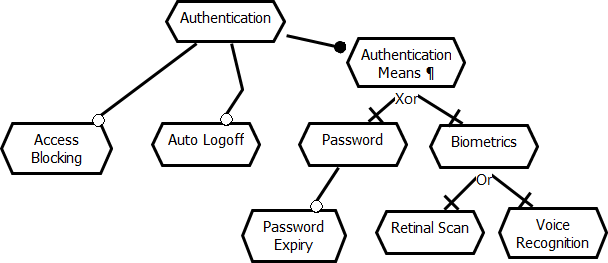 Authentication
Authentication
Means ¶
Xor
Access
Blocking
Auto Logoff
Password
Biometrics
Or
Password
Expiry
Retinal Scan
Voice
Recognition